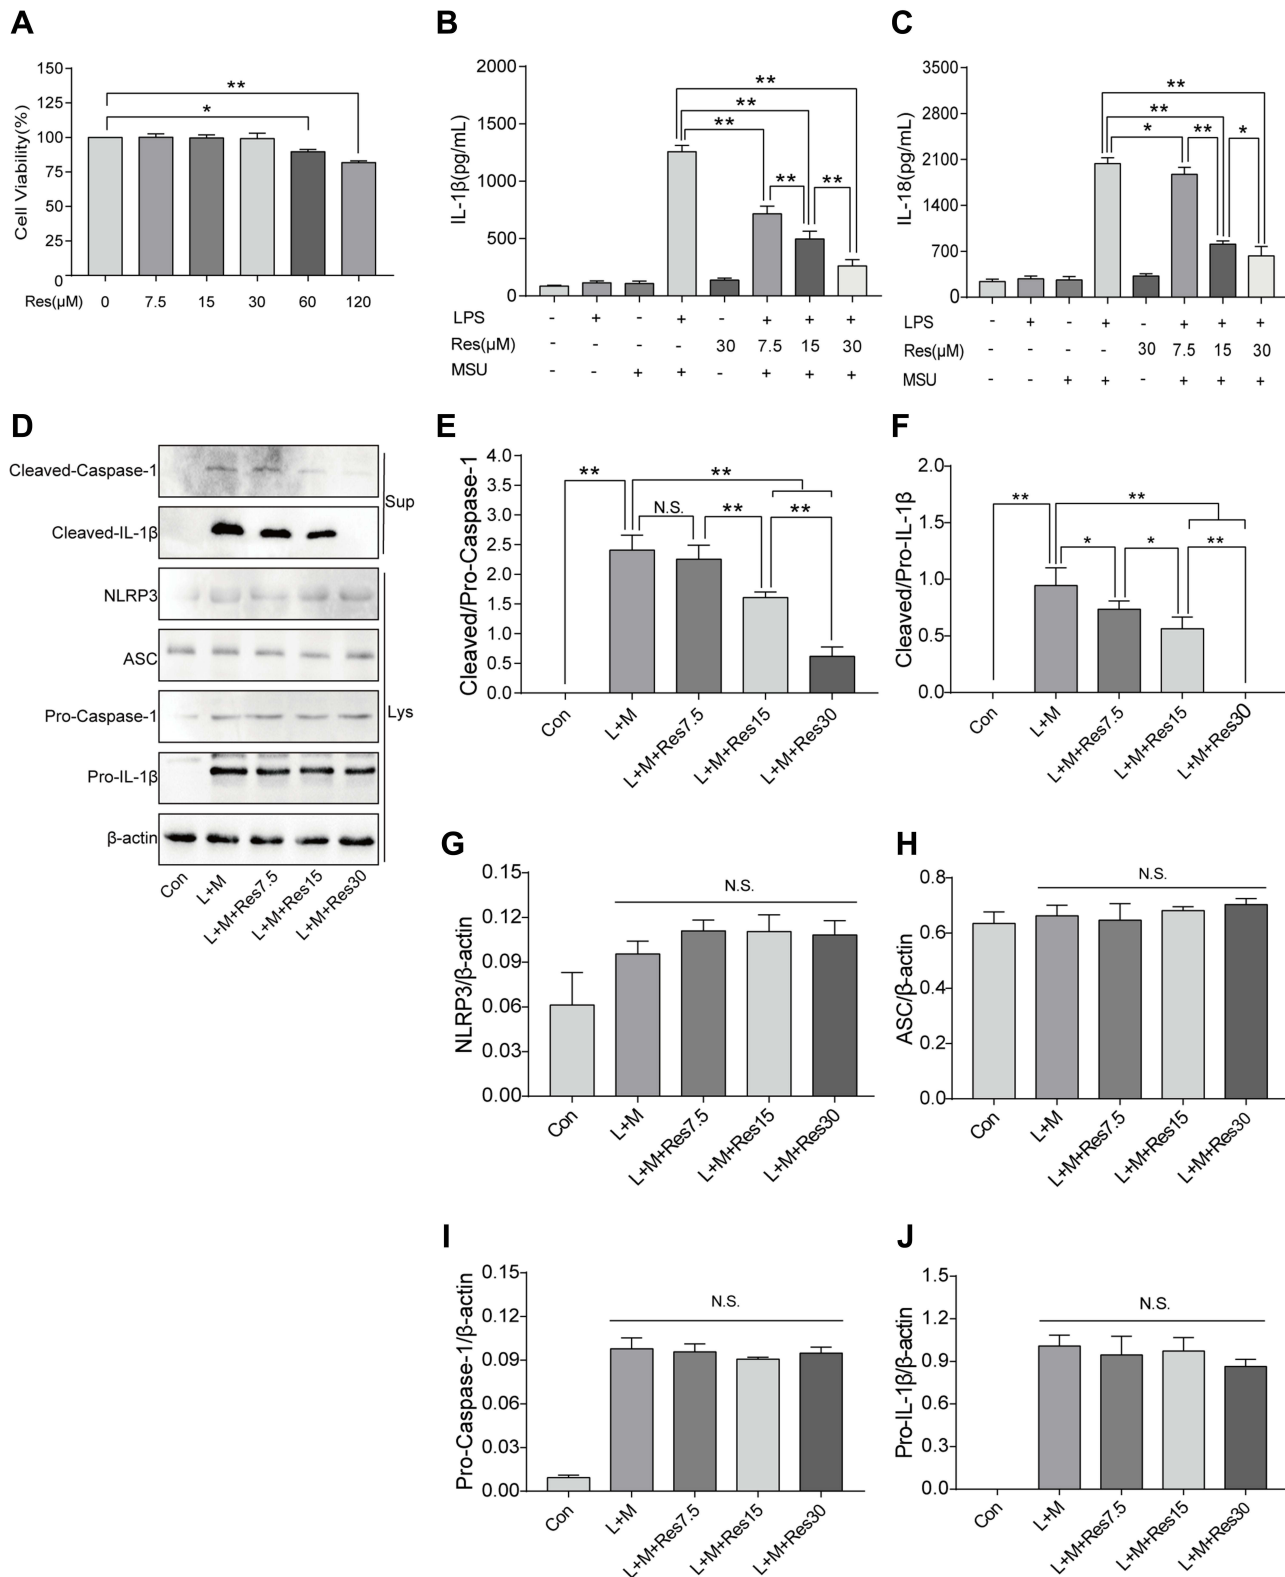 A
B
C
Cell Viability(%)
150
125
100
75
50
25
0
*
**
Res(μM) 0 7.5 15 30 60 120
IL-1β(pg/mL)
2000
1500
1000
500
0
**
**
**
** **
LPS - + - + - + + +
Res(μM) - - - - 30 7.5 15 30
MSU - - + + - + + +
IL-18(pg/mL)
3500
2800
2100
1400
700
0
**
**
* ** *
LPS - + - + - + + +
Res(μM) - - - - 30 7.5 15 30
MSU - - + + - + + +
D
Cleaved-Caspase-1
Cleaved-IL-1β
Sup
NLRP3
ASC
Pro-Caspase-1
Pro-IL-1β
β-actin
Lys
Con L+M L+M+Res7.5 L+M+Res15 L+M+Res30
E
Cleaved/Pro-Caspase-1
4.0
3.5
3.0
2.5
2.0
1.5
1.0
0.5
0.0
** **
N.S. ** **
Con L+M L+M+Res7.5 L+M+Res15 L+M+Res30
F
Cleaved/Pro-IL-1β
2.0
1.5
1.0
0.5
0.0
** **
* * **
Con L+M L+M+Res7.5 L+M+Res15 L+M+Res30
G
NLRP3/β-actin
0.15
0.12
0.09
0.06
0.03
0.00
N.S.
Con L+M L+M+Res7.5 L+M+Res15 L+M+Res30
H
ASC/β-actin
0.8
0.6
0.4
0.2
0.0
N.S.
Con L+M L+M+Res7.5 L+M+Res15 L+M+Res30
I
Pro-Caspase-1/β-actin
0.15
0.12
0.09
0.06
0.03
0.00
N.S.
Con L+M L+M+Res7.5 L+M+Res15 L+M+Res30
J
Pro-IL-1β/β-actin
1.5
1.2
0.9
0.6
0.3
0.0
N.S.
Con L+M L+M+Res7.5 L+M+Res15 L+M+Res30